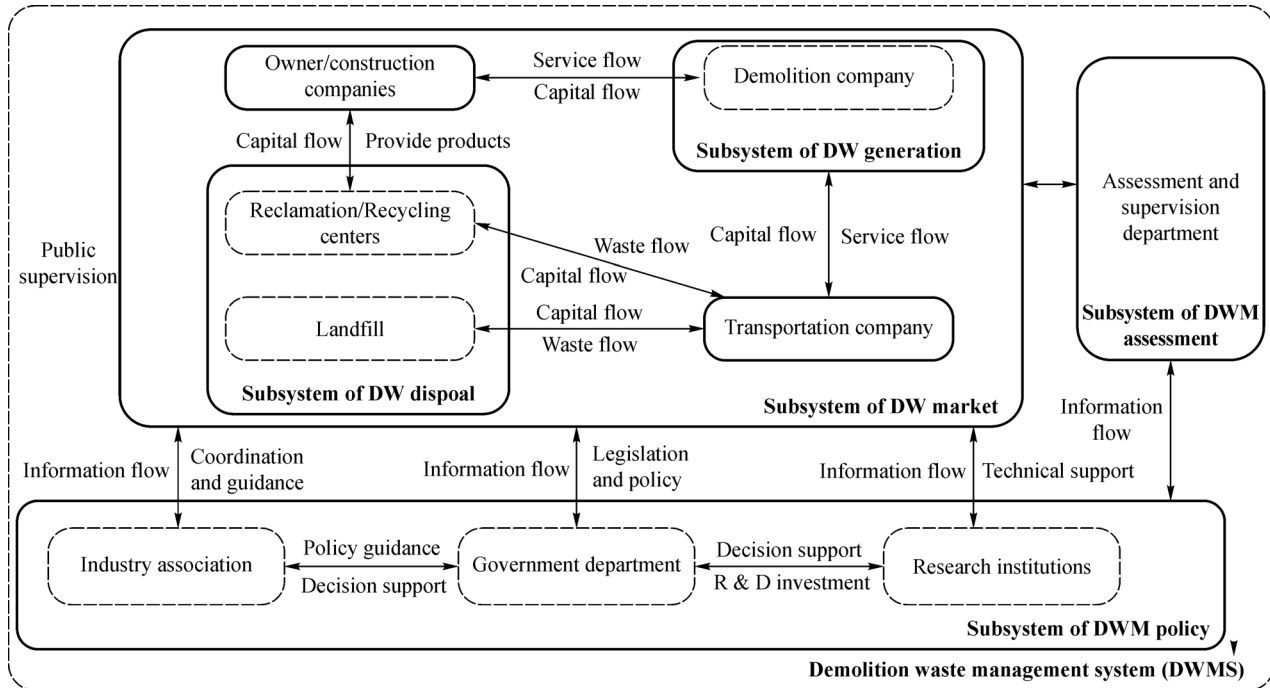 Owner/construction
companies
Service flow
Capital flow
Demolition company
Subsystem of DW generation
Capital flow
Provide products
Reclamation/Recycling
centers
Waste flow
Capital flow
Capital flow
Service flow
Landfill
Capital flow
Waste flow
Transportation company
Subsystem of DW dispoal
Subsystem of DW market
Public
supervision
Assessment and
supervision
department
Subsystem of DWM
assessment
Information
flow
Information flow
Coordination
and guidance
Information flow
Legislation
and policy
Information flow
Technical support
Industry association
Policy guidance
Decision support
Government department
Decision support
R & D investment
Research institutions
Subsystem of DWM policy
Demolition waste management system (DWMS)